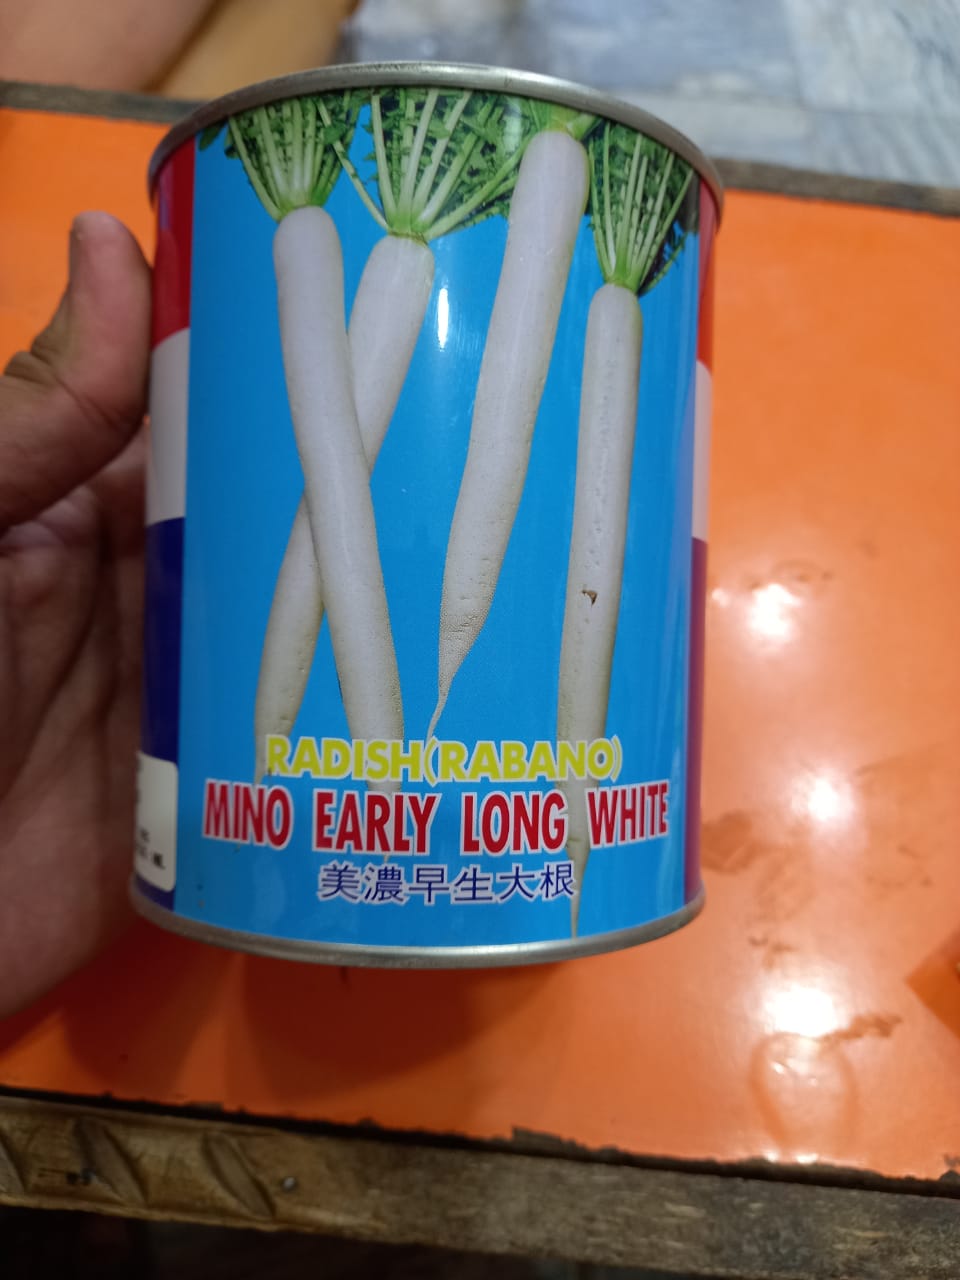 RADISH(RABANO)
MINO EARLY LONG WHITE
美濃早生大根